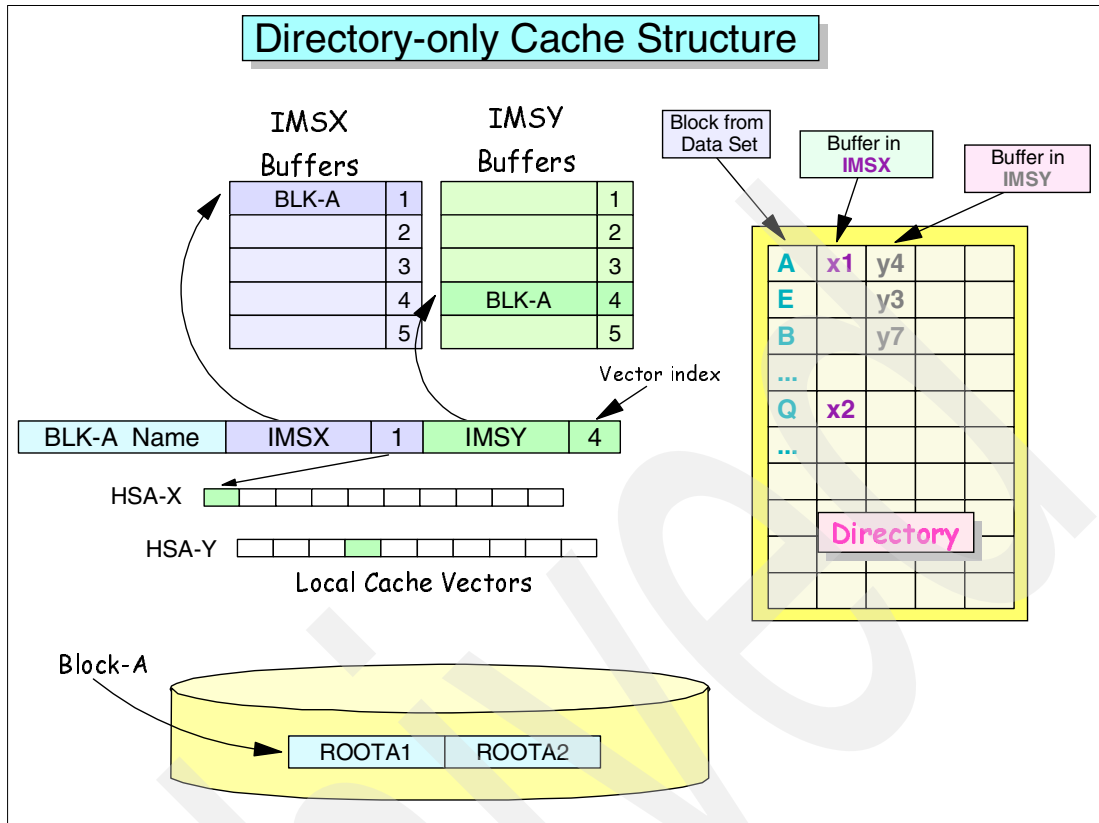 Directory-only Cache Structure
IMSX
Buffers
IMSY
Buffers
Block from
Data Set
Buffer in
IMSX
Buffer in
IMSY
BLK-A 1
2
3
4
5
1
2
3
BLK-A 4
5
A x1 y4
E y3
B y7
...
Q x2
...
Directory
Vector index
BLK-A Name IMSX 1 IMSY 4
HSA-X
HSA-Y
Local Cache Vectors
Block-A
ROOTA1 ROOTA2